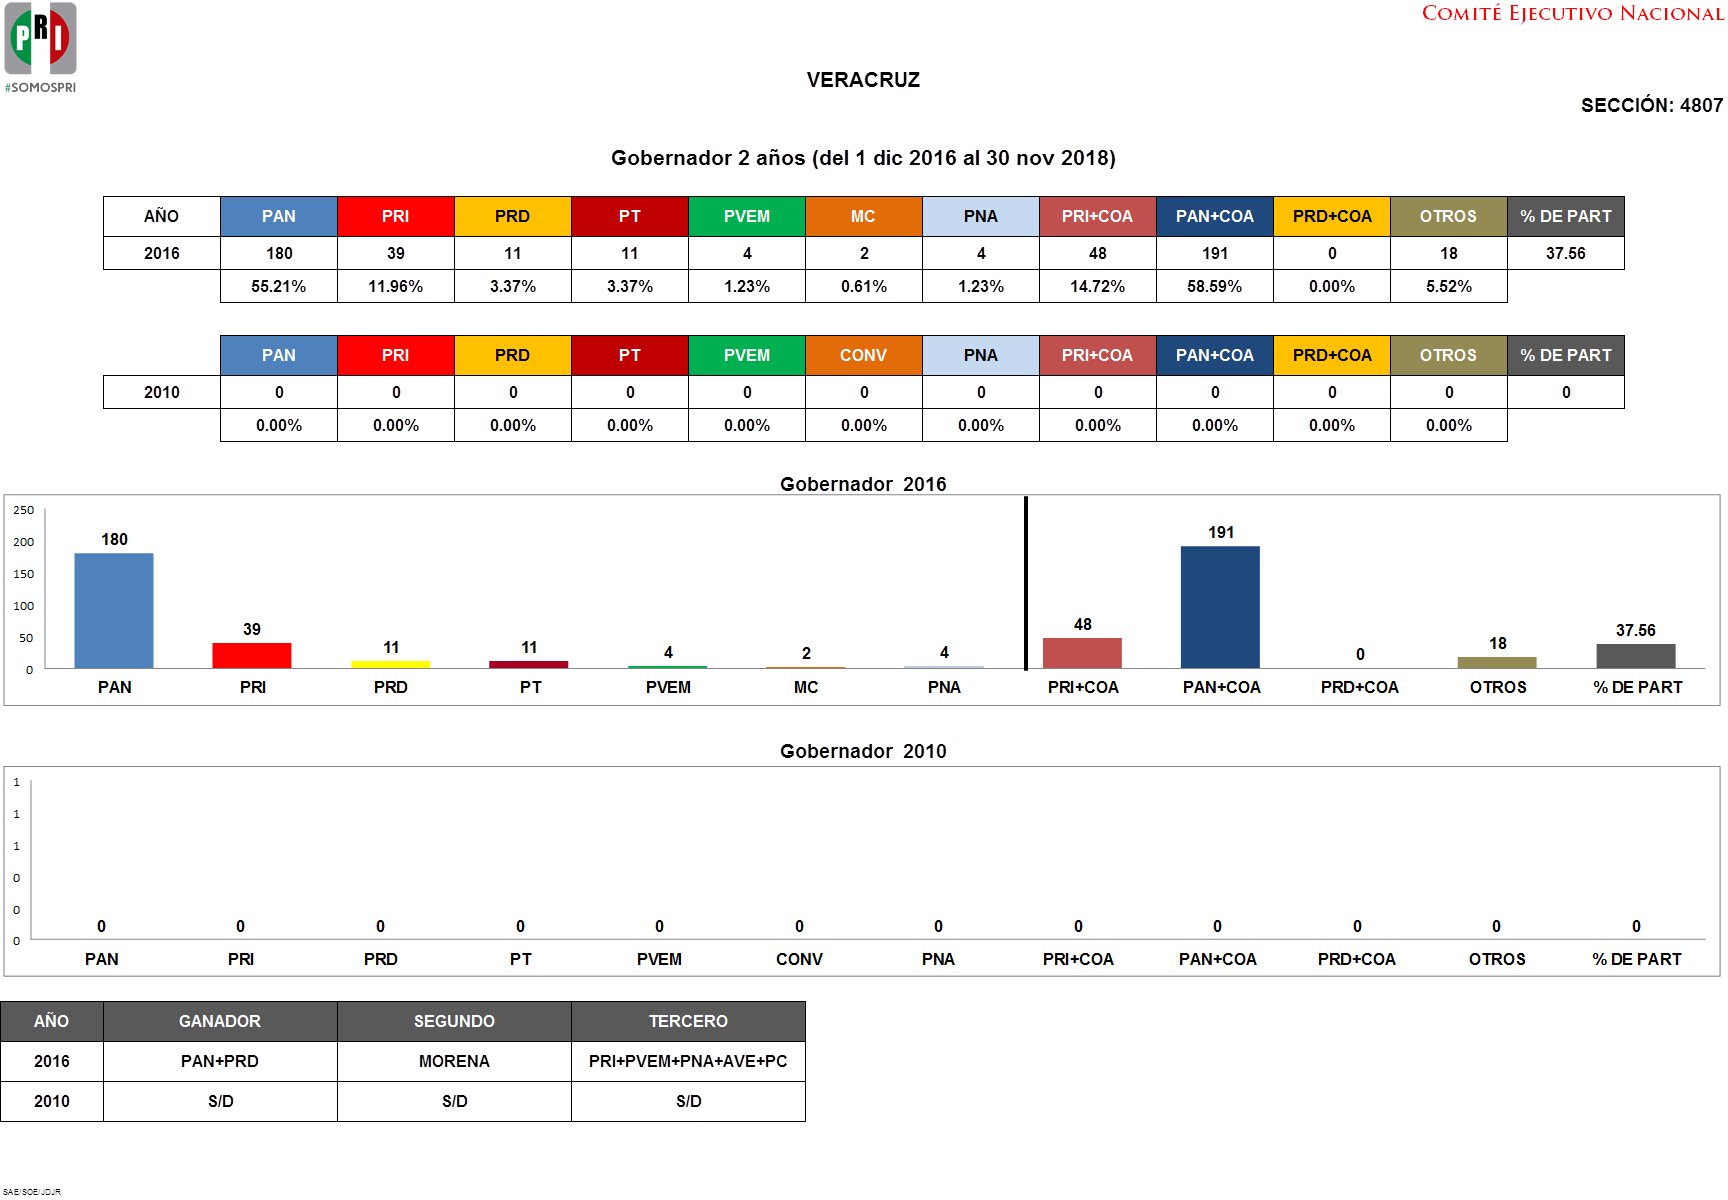 PRI
#SOMOSPRI
COMITÉ EJECUTIVO NACIONAL
VERACRUZ
SECCIÓN: 4807
Gobernador 2 años (del 1 dic 2016 al 30 nov 2018)
AÑO PAN PRI PRD PT PVEM MC PNA PRI+COA PAN+COA PRD+COA OTROS % DE PART
2016 180 39 11 11 4 2 4 48 191 0 18 37.56
55.21% 11.96% 3.37% 3.37% 1.23% 0.61% 1.23% 14.72% 58.59% 0.00% 5.52%
PAN PRI PRD PT PVEM CONV PNA PRI+COA PAN+COA PRD+COA OTROS % DE PART
2010 0 0 0 0 0 0 0 0 0 0 0 0
0.00% 0.00% 0.00% 0.00% 0.00% 0.00% 0.00% 0.00% 0.00% 0.00% 0.00%
Gobernador 2016
250
200
150
100
50
0
180 39 11 11 4 2 4 48 191 0 18 37.56
PAN PRI PRD PT PVEM MC PNA PRI+COA PAN+COA PRD+COA OTROS % DE PART
Gobernador 2010
1
1
1
0
0
0
0 0 0 0 0 0 0 0 0 0 0 0
PAN PRI PRD PT PVEM CONV PNA PRI+COA PAN+COA PRD+COA OTROS % DE PART
AÑO GANADOR SEGUNDO TERCERO
2016 PAN+PRD MORENA PRI+PVEM+PNA+AVE+PC
2010 S/D S/D S/D
SAE/SOE/JDJR